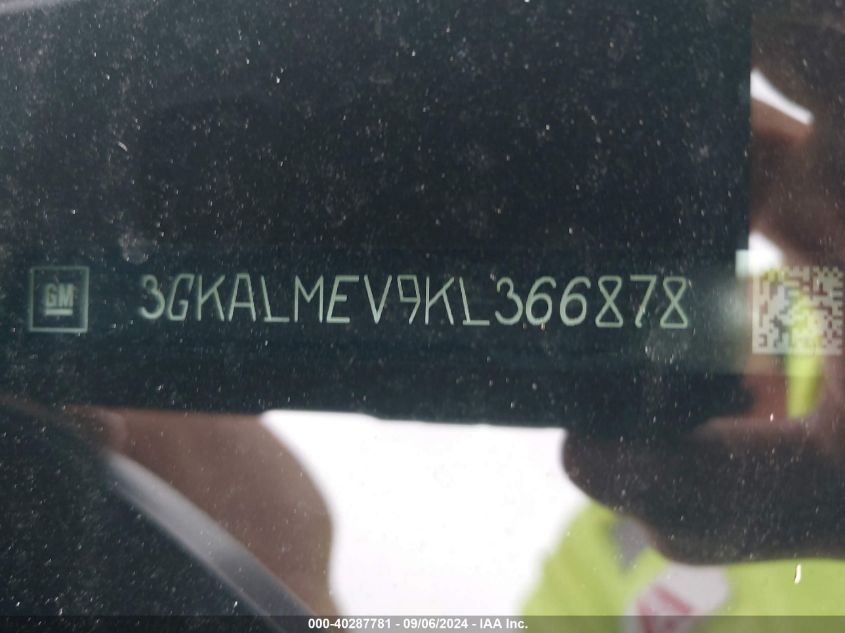 GM 3GKALMEV9KL366878
000-40287781 - 09/06/2024 - IAA Inc.